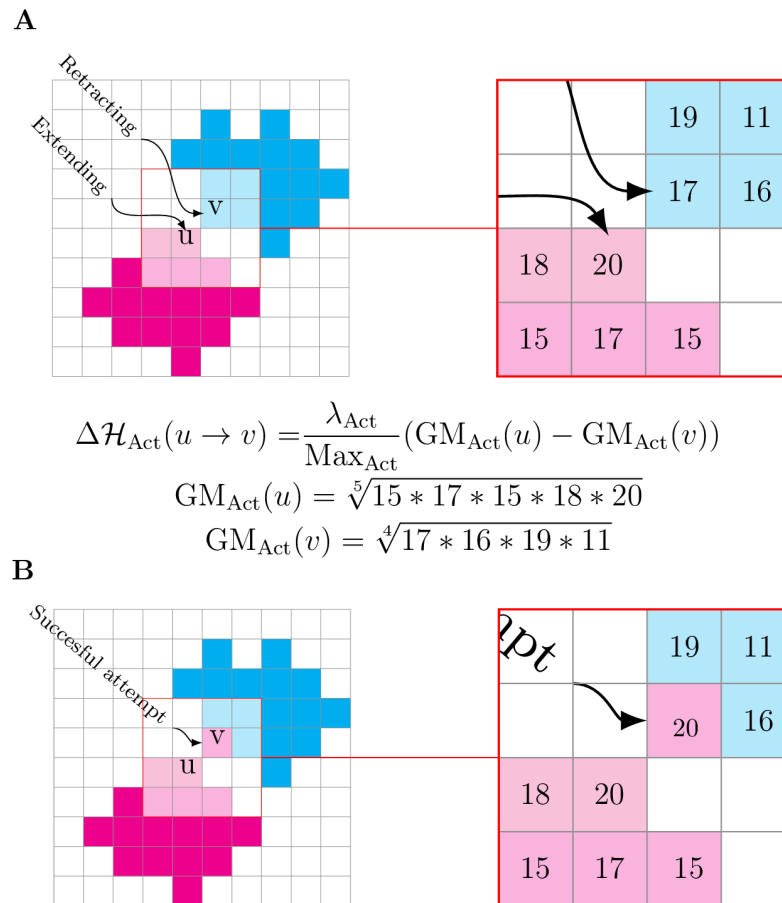 A
Retracting
Extending
v
u
19 11
17 16
18 20
15 17 15
ΔH_Act(u → v) = λ_Act/Max_Act (GM_Act(u) − GM_Act(v))
GM_Act(u) = ⁵√(15 ∗ 17 ∗ 15 ∗ 18 ∗ 20)
GM_Act(v) = ⁴√(17 ∗ 16 ∗ 19 ∗ 11)
B
Succesful attempt
v
u
mpt
19 11
20 16
18 20
15 17 15